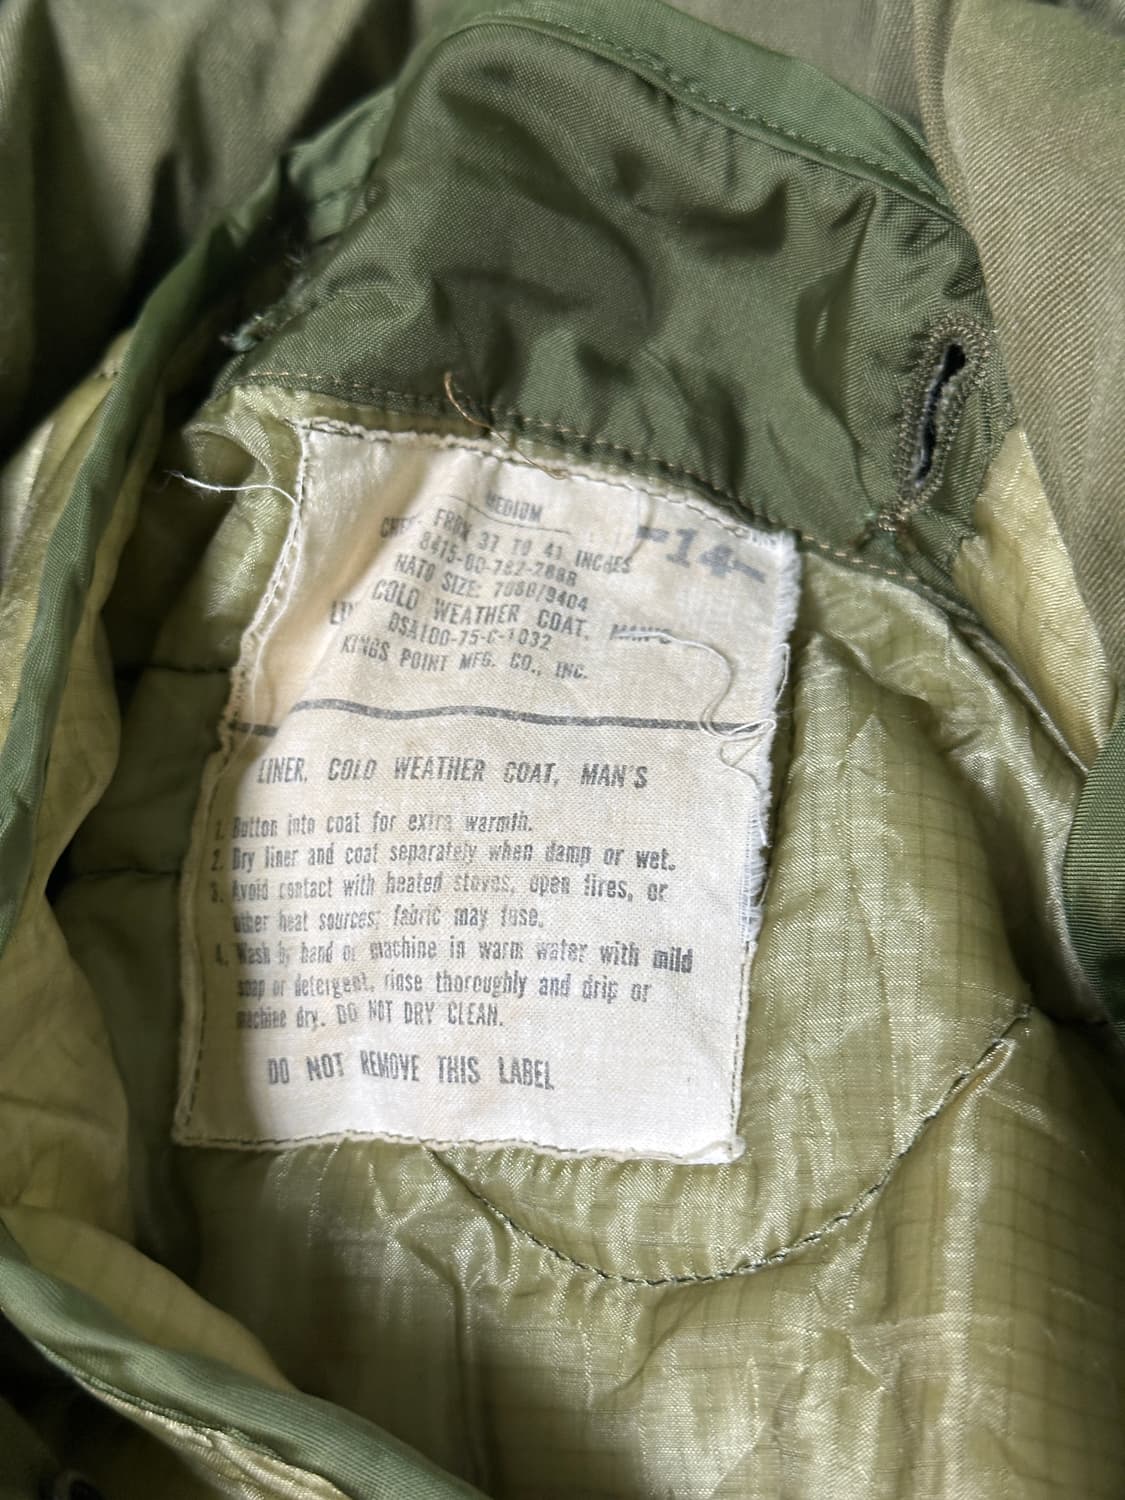 MEDIUM
-14-
CHEST FROM 37 TO 41 INCHES
8415-00-782-2888
NATO SIZE: 7080/9404
LINER, COLD WEATHER COAT, MAN'S
DSA100-75-C-1032
KINGS POINT MFG. CO., INC.
LINER, COLD WEATHER COAT, MAN'S
1. Button into coat for extra warmth.
2. Dry liner and coat separately when damp or wet.
3. Avoid contact with heated stoves, open fires, or
other heat sources; fabric may fuse.
4. Wash by hand or machine in warm water with mild
soap or detergent, rinse thoroughly and drip or
machine dry. DO NOT DRY CLEAN.
DO NOT REMOVE THIS LABEL